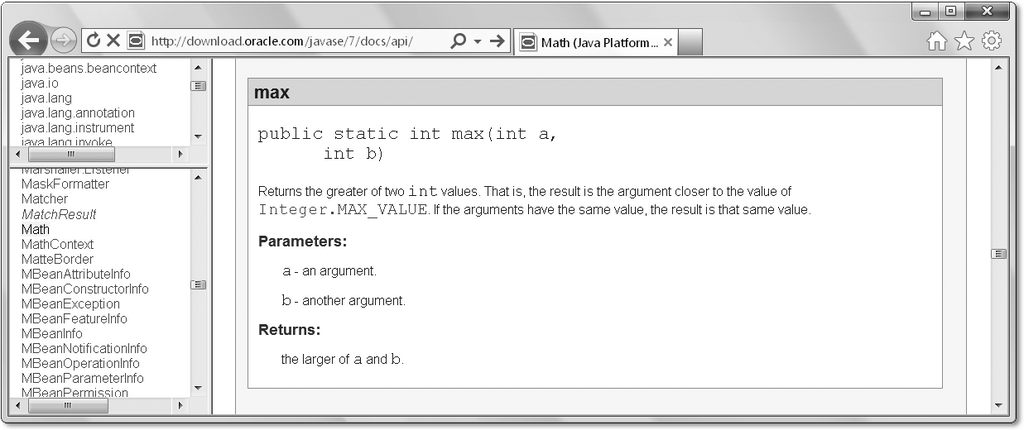 http://download.oracle.com/javase/7/docs/api/
Math (Java Platform...
java.beans.beancontext
java.io
java.lang
java.lang.annotation
java.lang.instrument
java.lang.invoke
Marshaller.Listener
MaskFormatter
Matcher
MatchResult
Math
MathContext
MatteBorder
MBeanAttributeInfo
MBeanConstructorInfo
MBeanException
MBeanFeatureInfo
MBeanInfo
MBeanNotificationInfo
MBeanOperationInfo
MBeanParameterInfo
MBeanPermission
max
public static int max(int a,
int b)
Returns the greater of two int values. That is, the result is the argument closer to the value of
Integer.MAX_VALUE. If the arguments have the same value, the result is that same value.
Parameters:
a - an argument.
b - another argument.
Returns:
the larger of a and b.